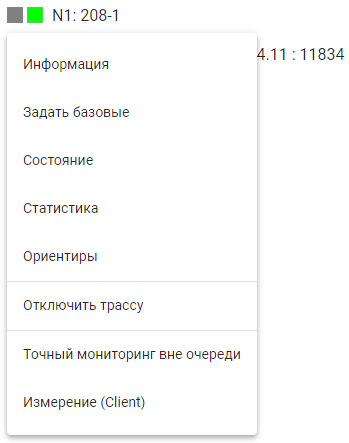 N1: 208-1
4.11 : 11834
Информация
Задать базовые
Состояние
Статистика
Ориентиры
Отключить трассу
Точный мониторинг вне очереди
Измерение (Client)